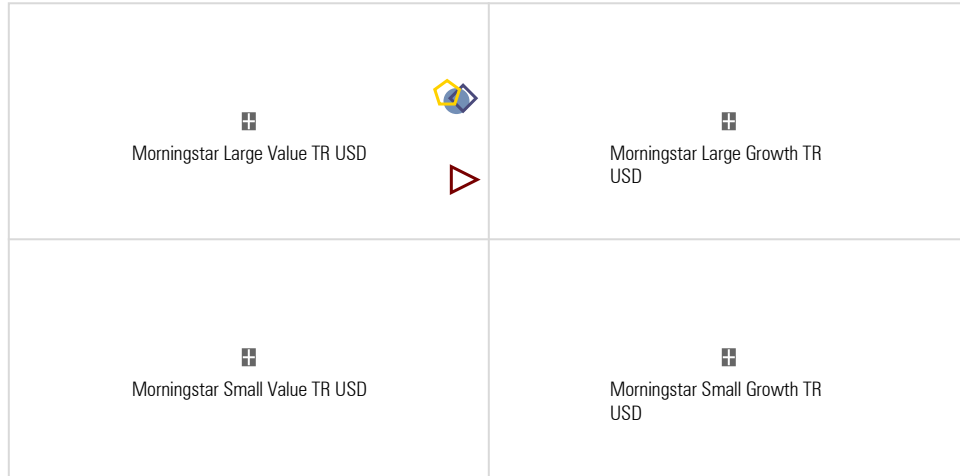 Morningstar Large Value TR USD
Morningstar Large Growth TR
USD
Morningstar Small Value TR USD
Morningstar Small Growth TR
USD